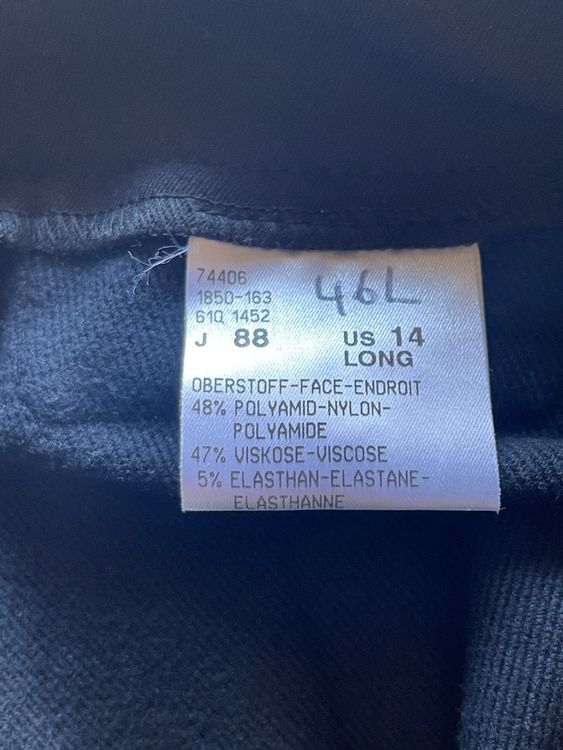 74406
1850-163
46L
610 1452
J 88 US 14
LONG
OBERSTOFF-FACE-ENDROIT
48% POLYAMID-NYLON-
POLYAMIDE
47% VISKOSE-VISCOSE
5% ELASTHAN-ELASTANE-
ELASTHANNE